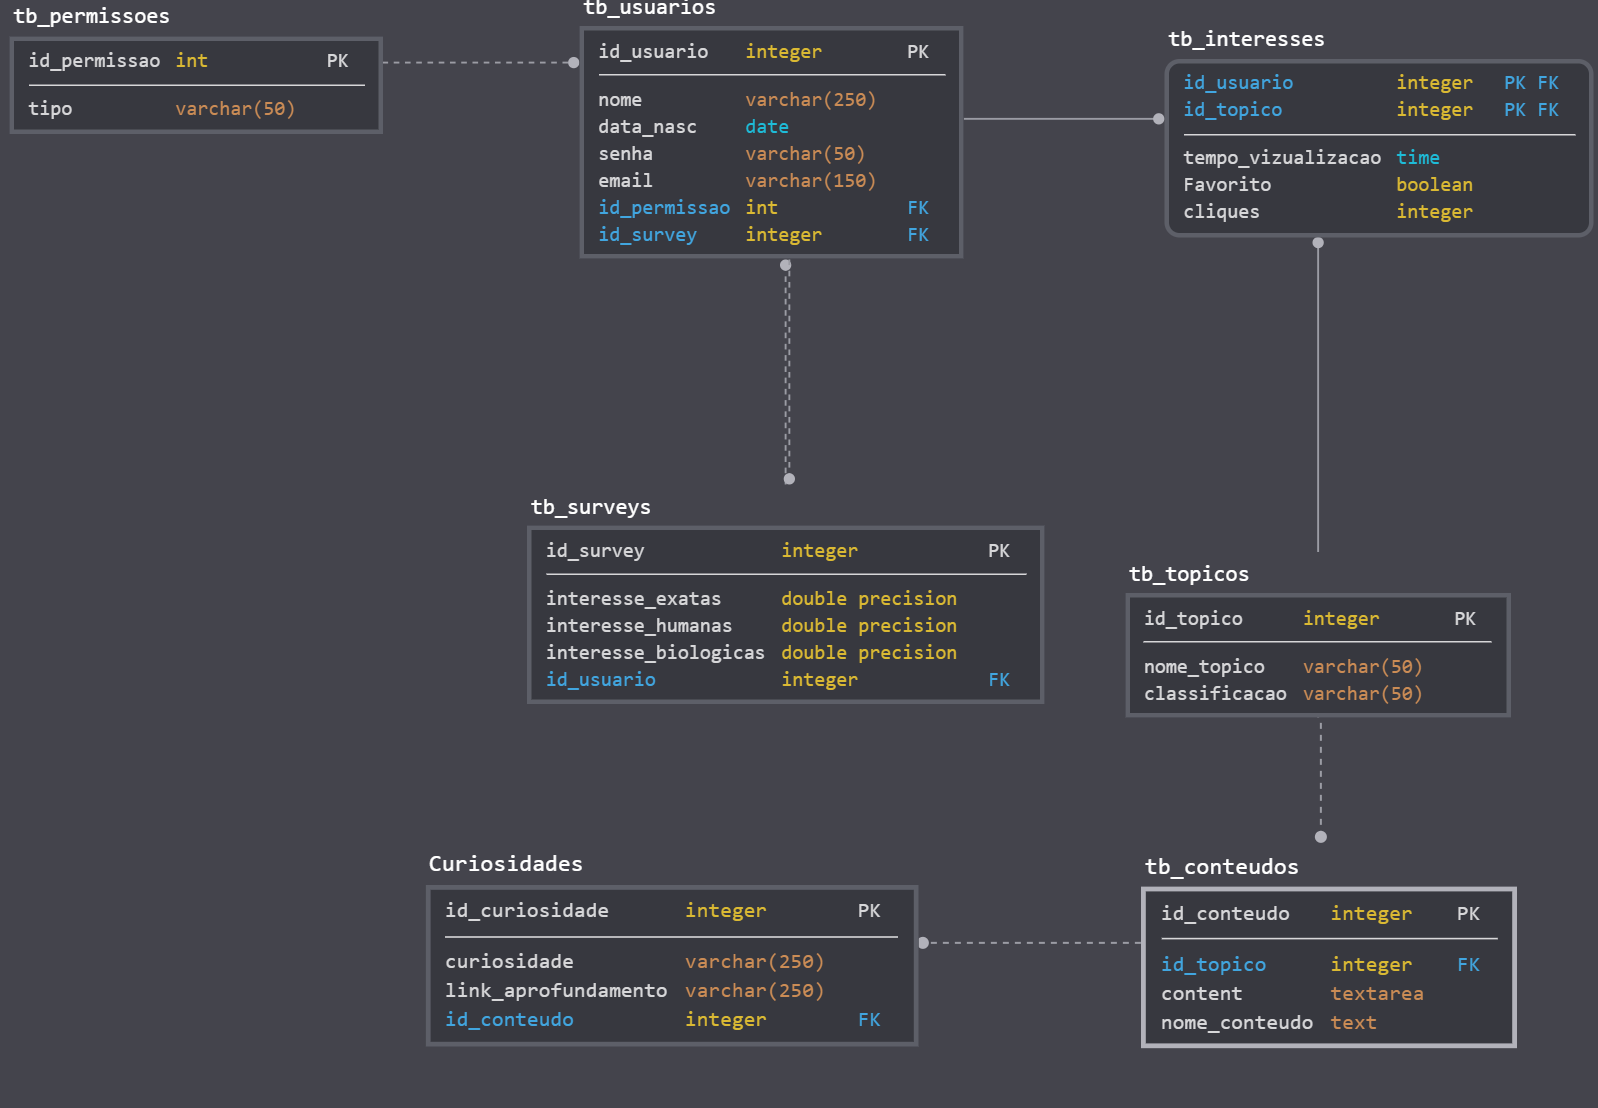 tb_permissoes
id_permissao int PK
tipo varchar(50)
tb_usuarios
id_usuario integer PK
nome varchar(250)
data_nasc date
senha varchar(50)
email varchar(150)
id_permissao int FK
id_survey integer FK
tb_interesses
id_usuario integer PK FK
id_topico integer PK FK
tempo_vizualizacao time
Favorito boolean
cliques integer
tb_surveys
id_survey integer PK
interesse_exatas double precision
interesse_humanas double precision
interesse_biologicas double precision
id_usuario integer FK
tb_topicos
id_topico integer PK
nome_topico varchar(50)
classificacao varchar(50)
Curiosidades
id_curiosidade integer PK
curiosidade varchar(250)
link_aprofundamento varchar(250)
id_conteudo integer FK
tb_conteudos
id_conteudo integer PK
id_topico integer FK
content textarea
nome_conteudo text